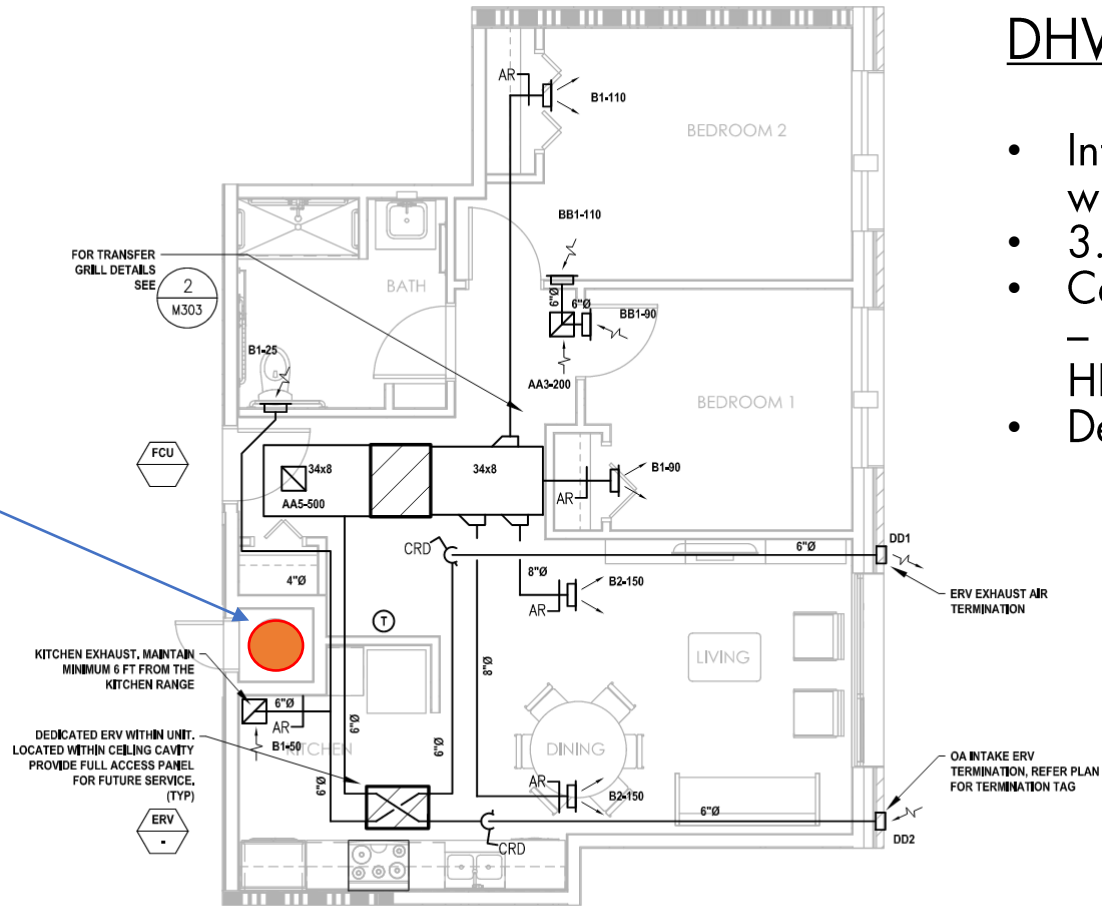 DHV
• In
w
• 3.
• Co
–
H
• De
AR
B1-110
BEDROOM 2
BB1-110
FOR TRANSFER
GRILL DETAILS
SEE
2
M303
BATH
6"Ø
6"Ø
BB1-90
B1-25
AA3-200
BEDROOM 1
FCU
34x8
34x8
AA5-500
AR
B1-90
CRD
6"Ø
DD1
4"Ø
8"Ø
B2-150
AR
ERV EXHAUST AIR
TERMINATION
T
KITCHEN EXHAUST, MAINTAIN
MINIMUM 6 FT FROM THE
KITCHEN RANGE
LIVING
8"Ø
6"Ø
AR
B1-50
KITCHEN
6"Ø
6"Ø
6"Ø
DEDICATED ERV WITHIN UNIT.
LOCATED WITHIN CEILING CAVITY
PROVIDE FULL ACCESS PANEL
FOR FUTURE SERVICE.
(TYP)
DINING
AR
B2-150
OA INTAKE ERV
TERMINATION, REFER PLAN
FOR TERMINATION TAG
6"Ø
ERV
-
CRD
DD2